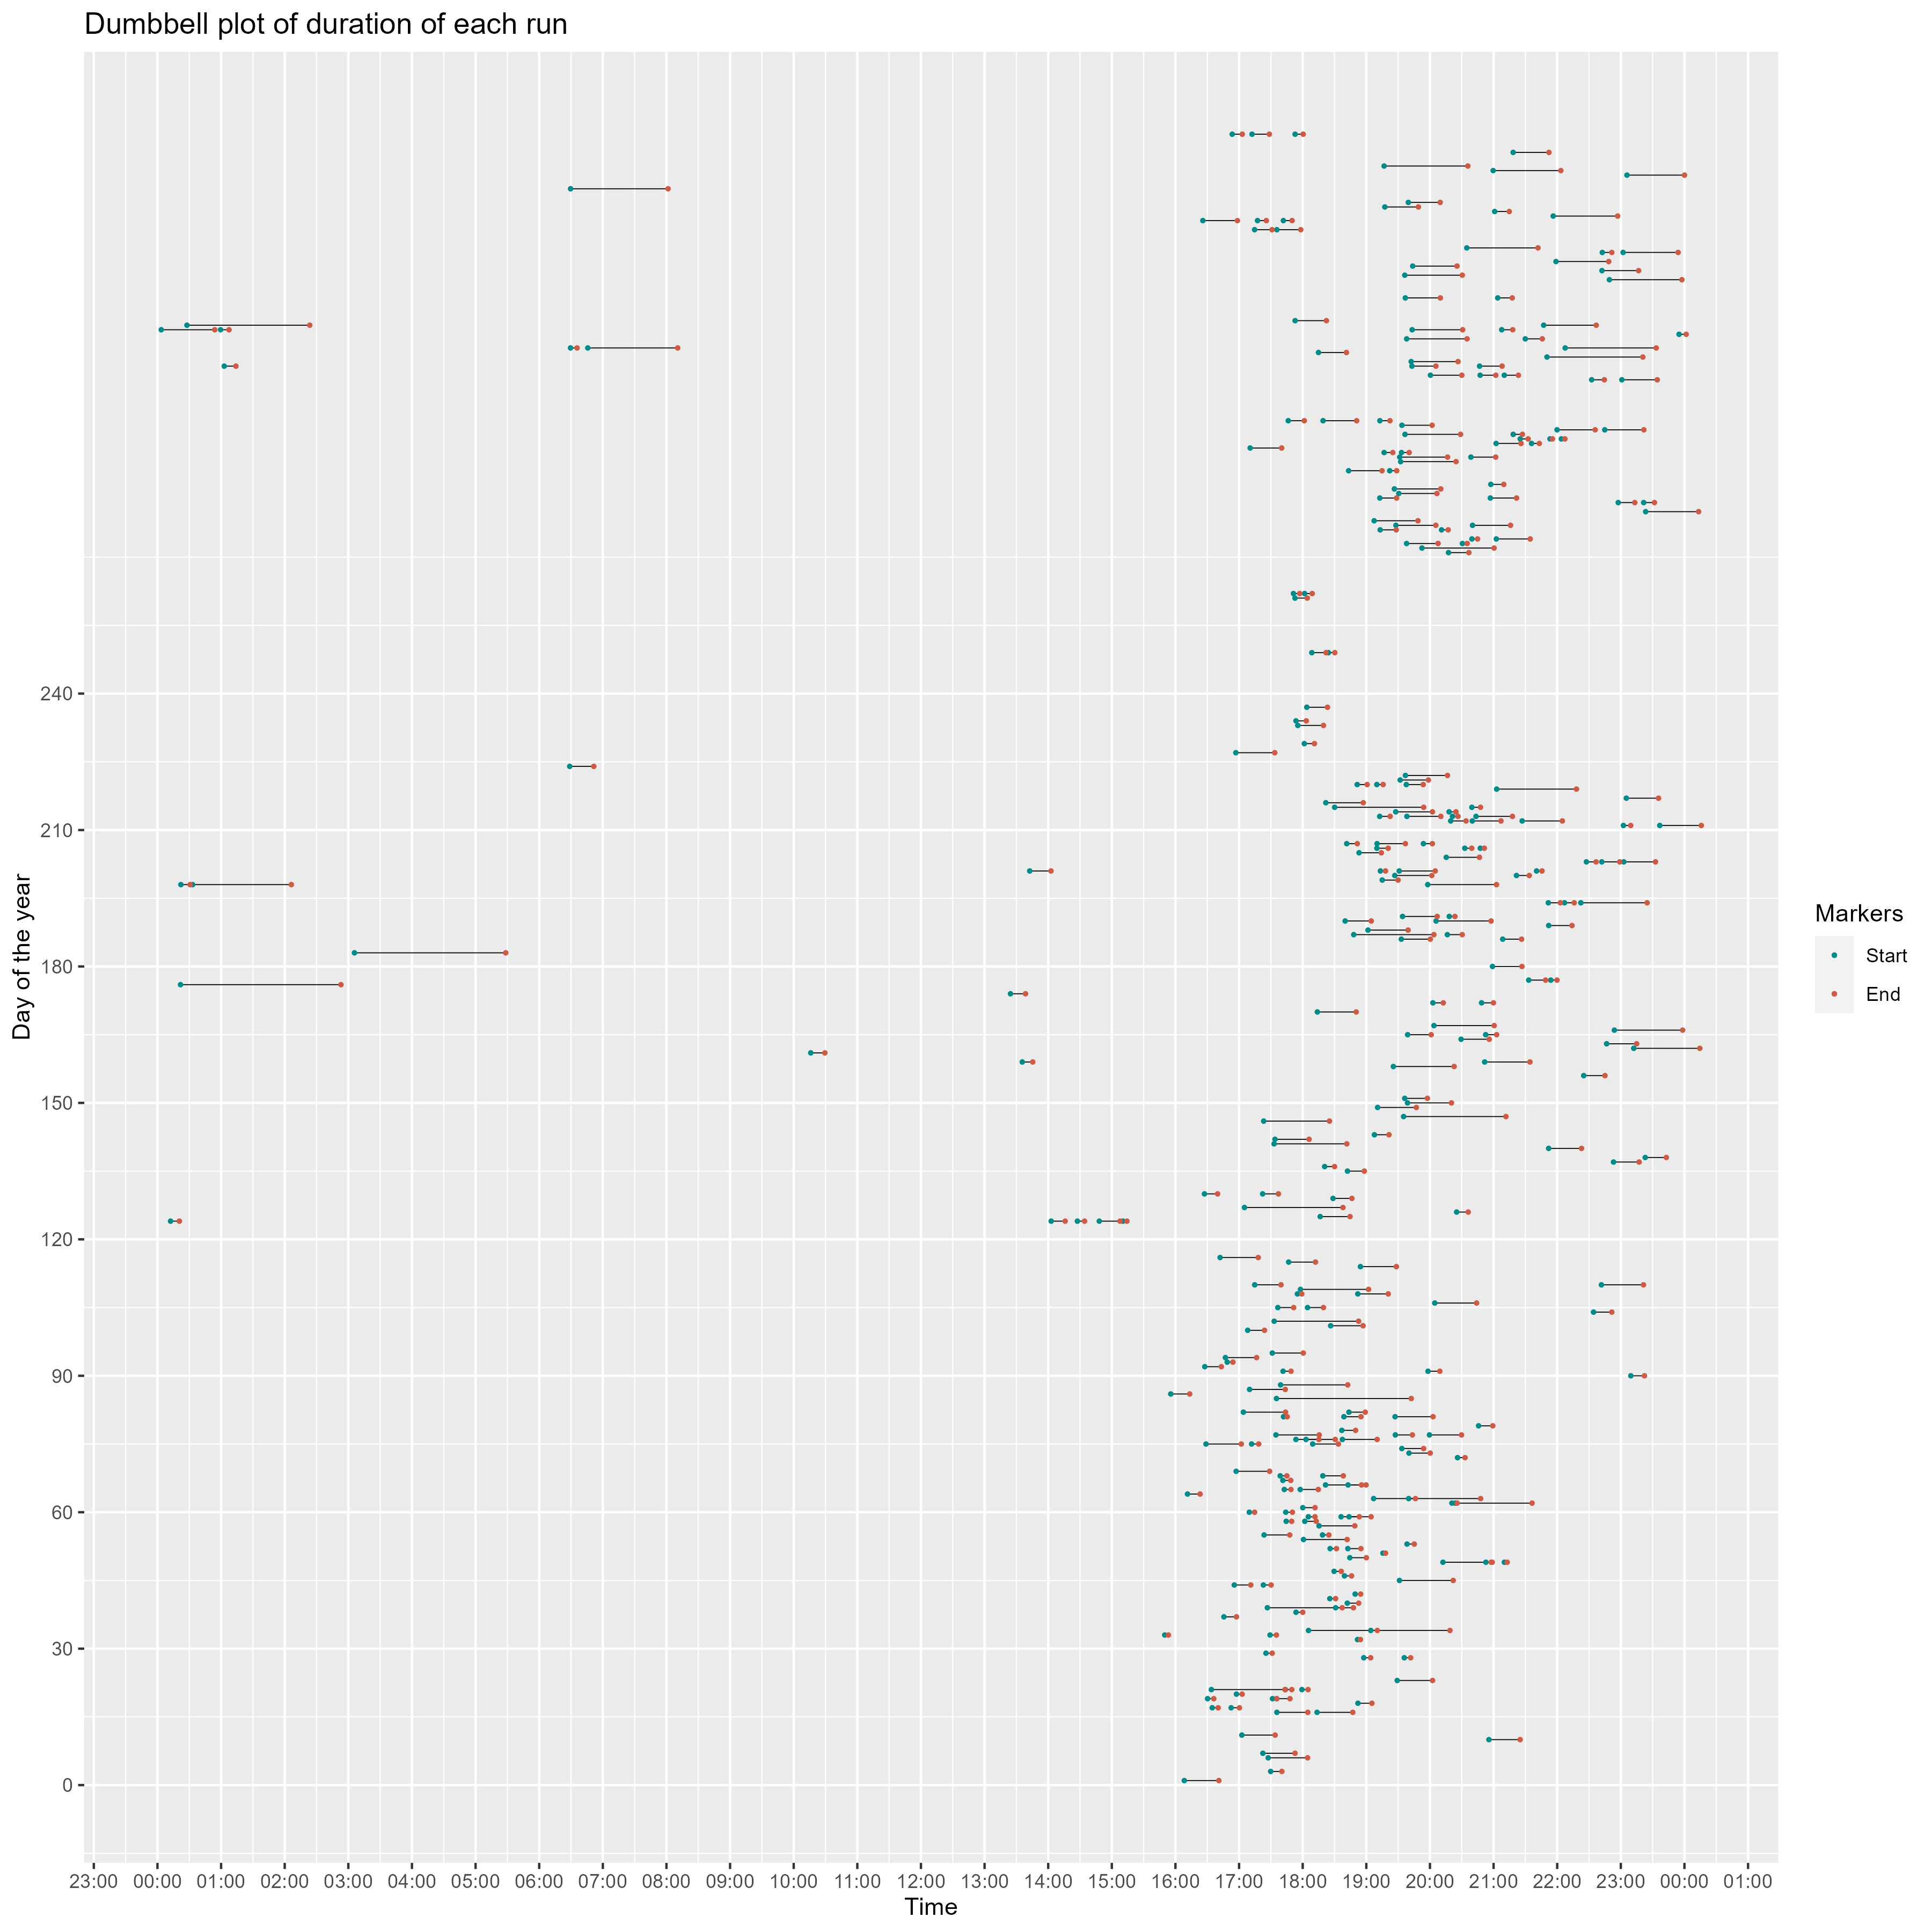 Dumbbell plot of duration of each run
240
210
180
150
120
90
60
30
0
Day of the year
23:00 00:00 01:00 02:00 03:00 04:00 05:00 06:00 07:00 08:00 09:00 10:00 11:00 12:00 13:00 14:00 15:00 16:00 17:00 18:00 19:00 20:00 21:00 22:00 23:00 00:00 01:00
Time
Markers
Start
End